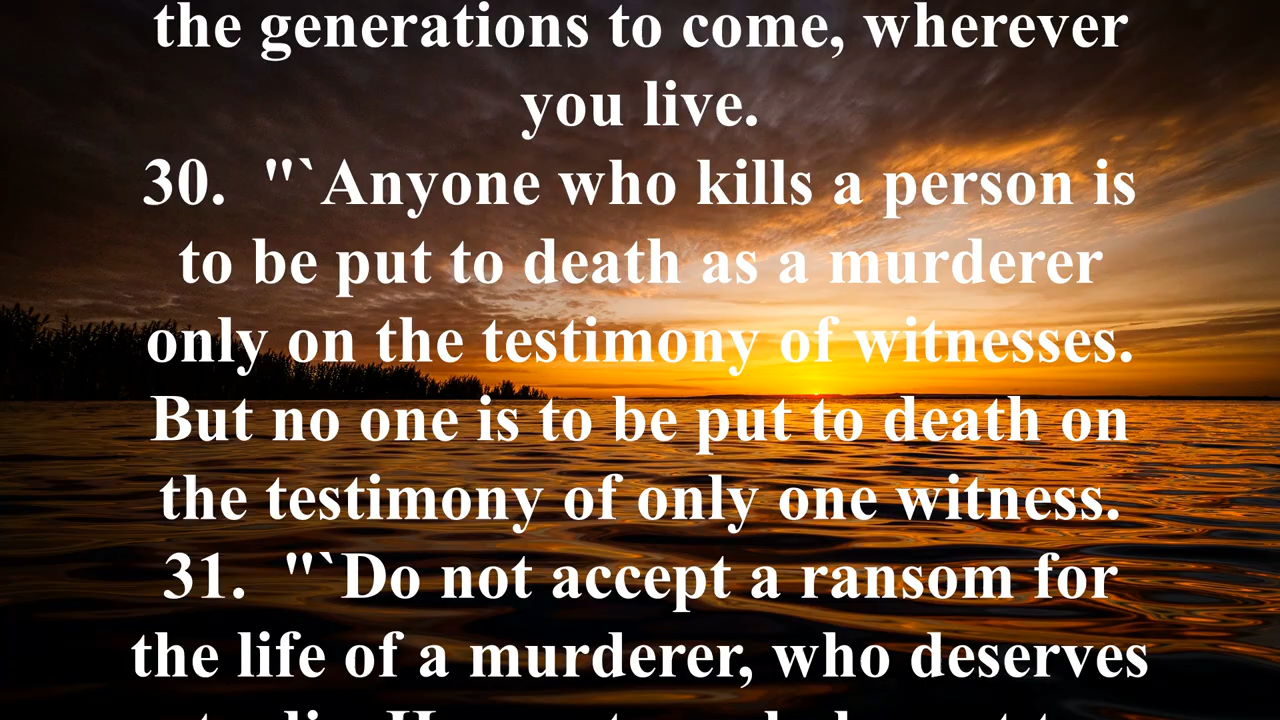 the generations to come, wherever
you live.
30.  "`Anyone who kills a person is
to be put to death as a murderer
only on the testimony of witnesses.
But no one is to be put to death on
the testimony of only one witness.
31.  "`Do not accept a ransom for
the life of a murderer, who deserves